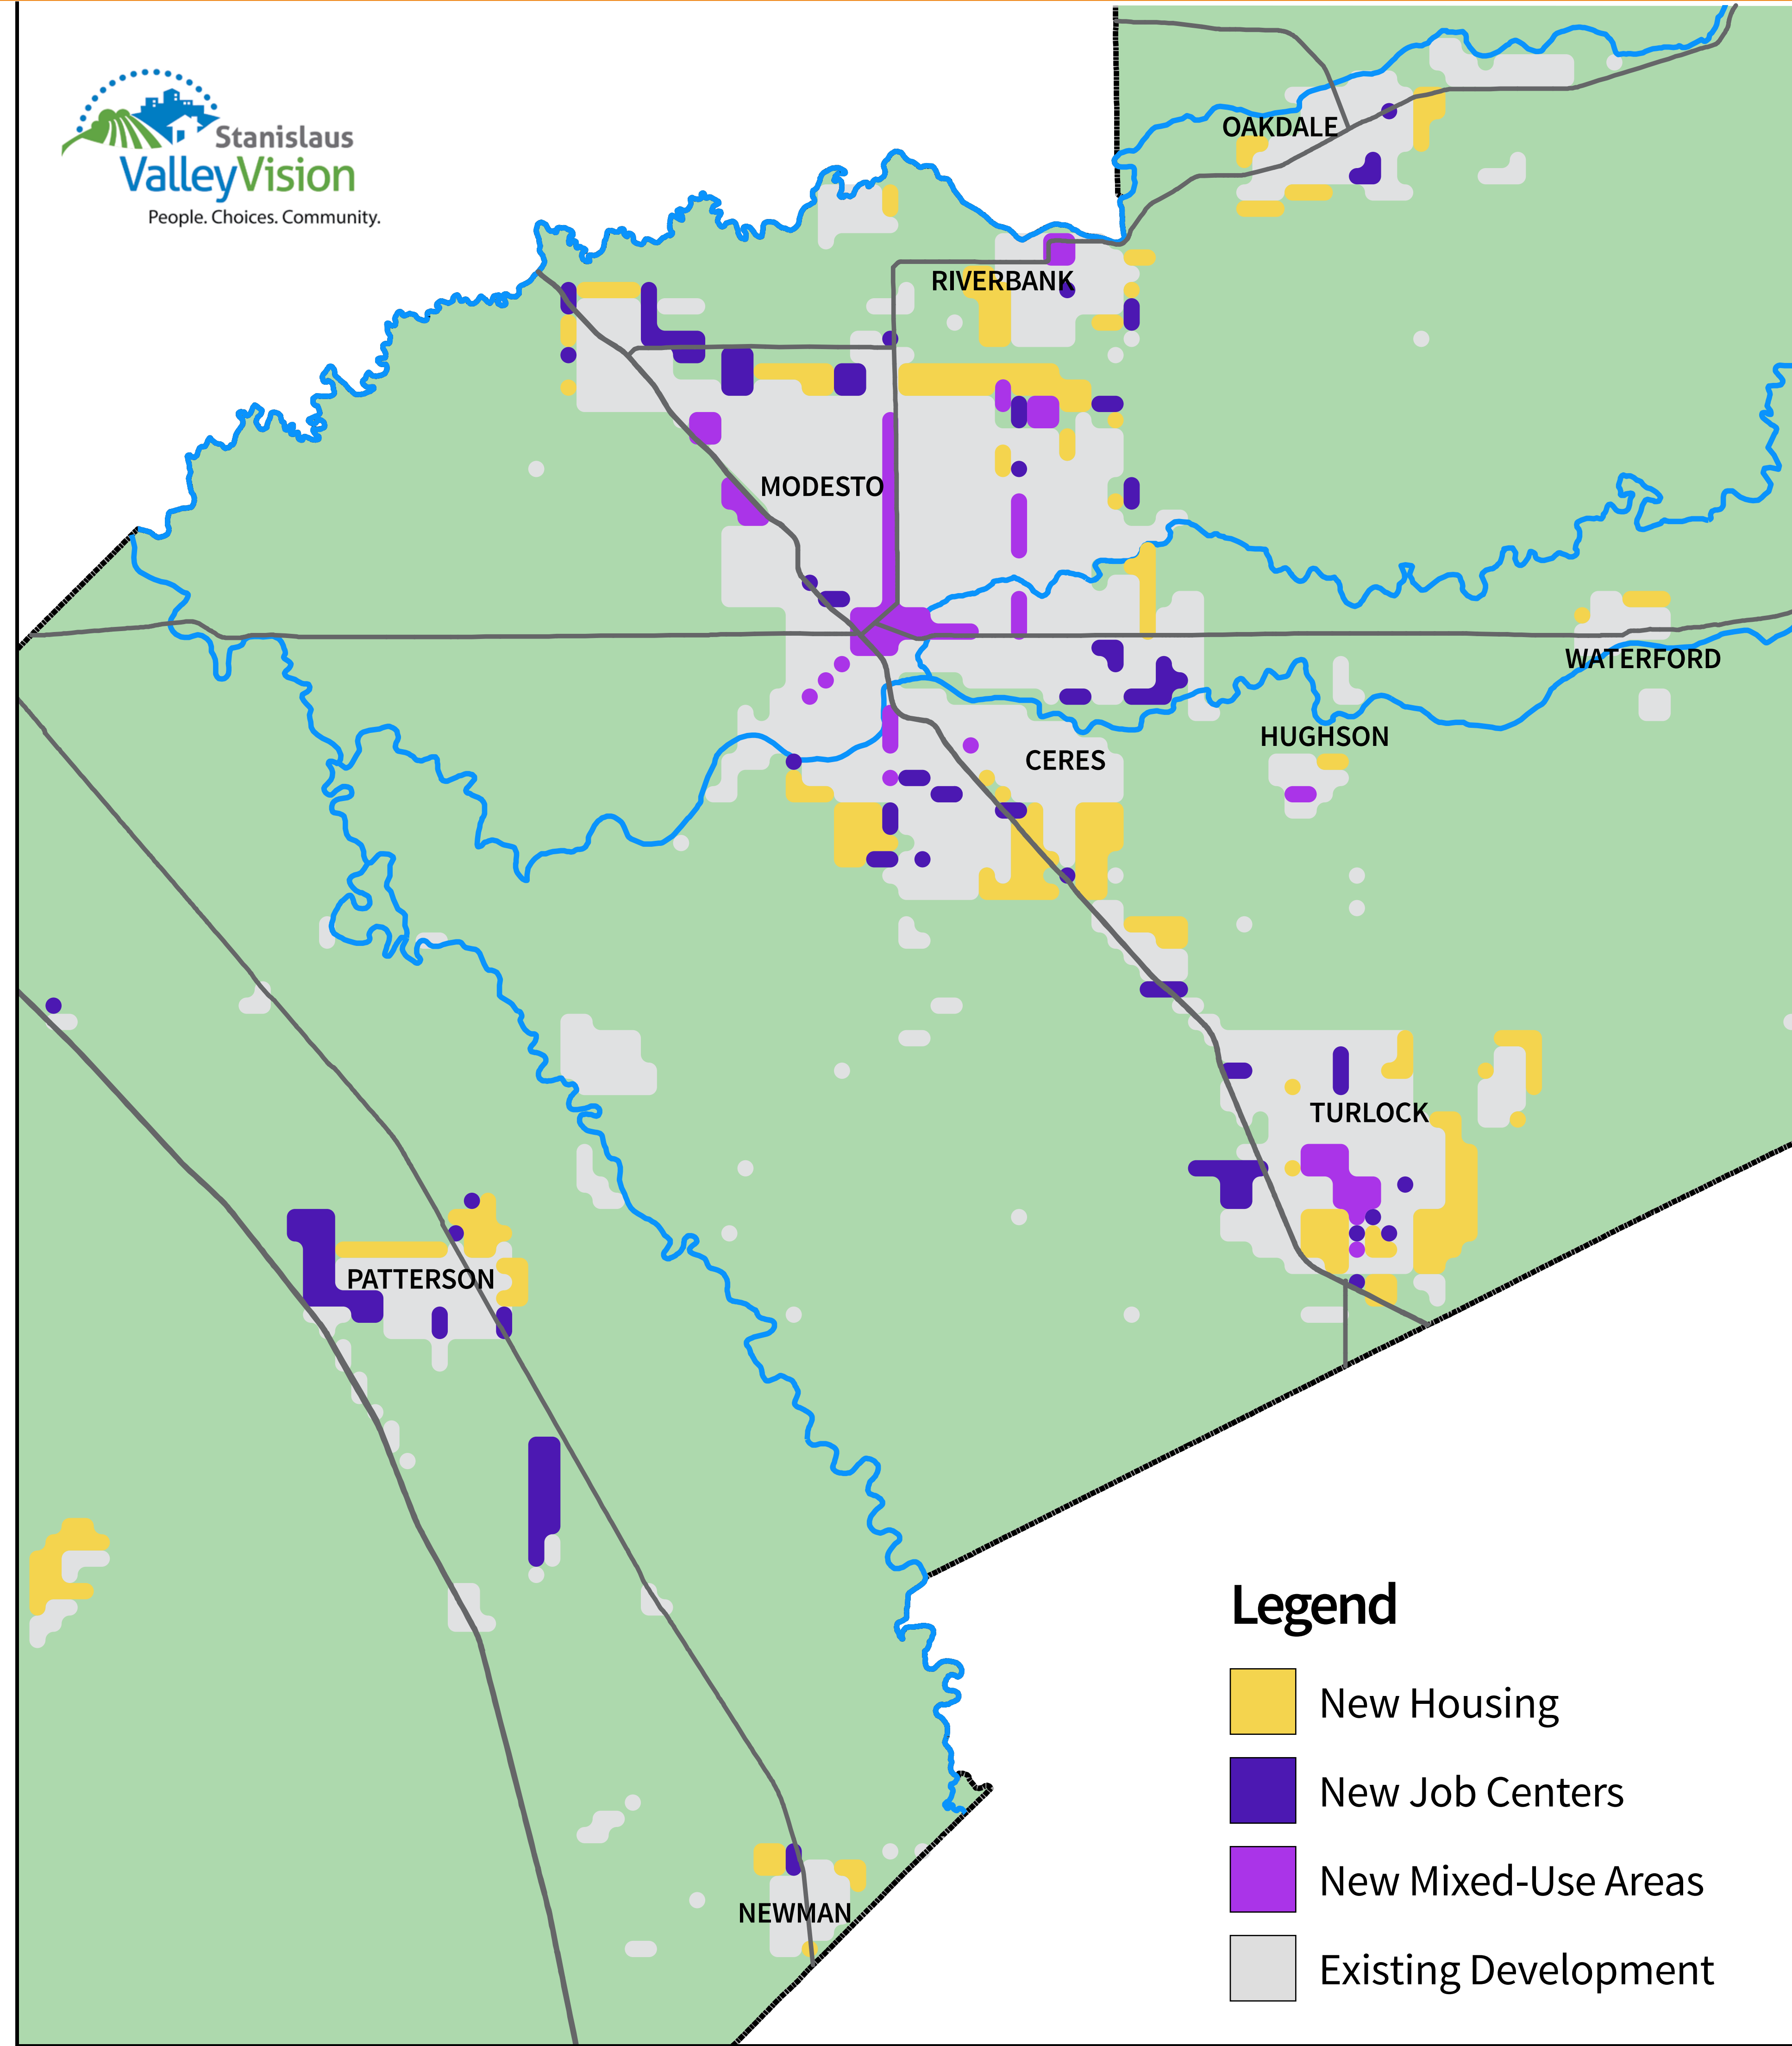 Stanislaus
ValleyVision
People. Choices. Community.
OAKDALE
RIVERBANK
MODESTO
WATERFORD
HUGHSON
CERES
TURLOCK
PATTERSON
NEWMAN
Legend
New Housing
New Job Centers
New Mixed-Use Areas
Existing Development